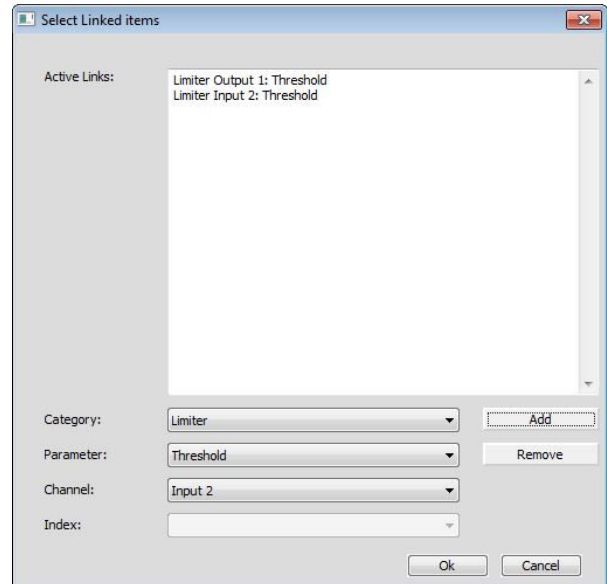 Select Linked items
Active Links:
Limiter Output 1: Threshold
Limiter Input 2: Threshold
Category:
Limiter
Add
Parameter:
Threshold
Remove
Channel:
Input 2
Index:
Ok
Cancel